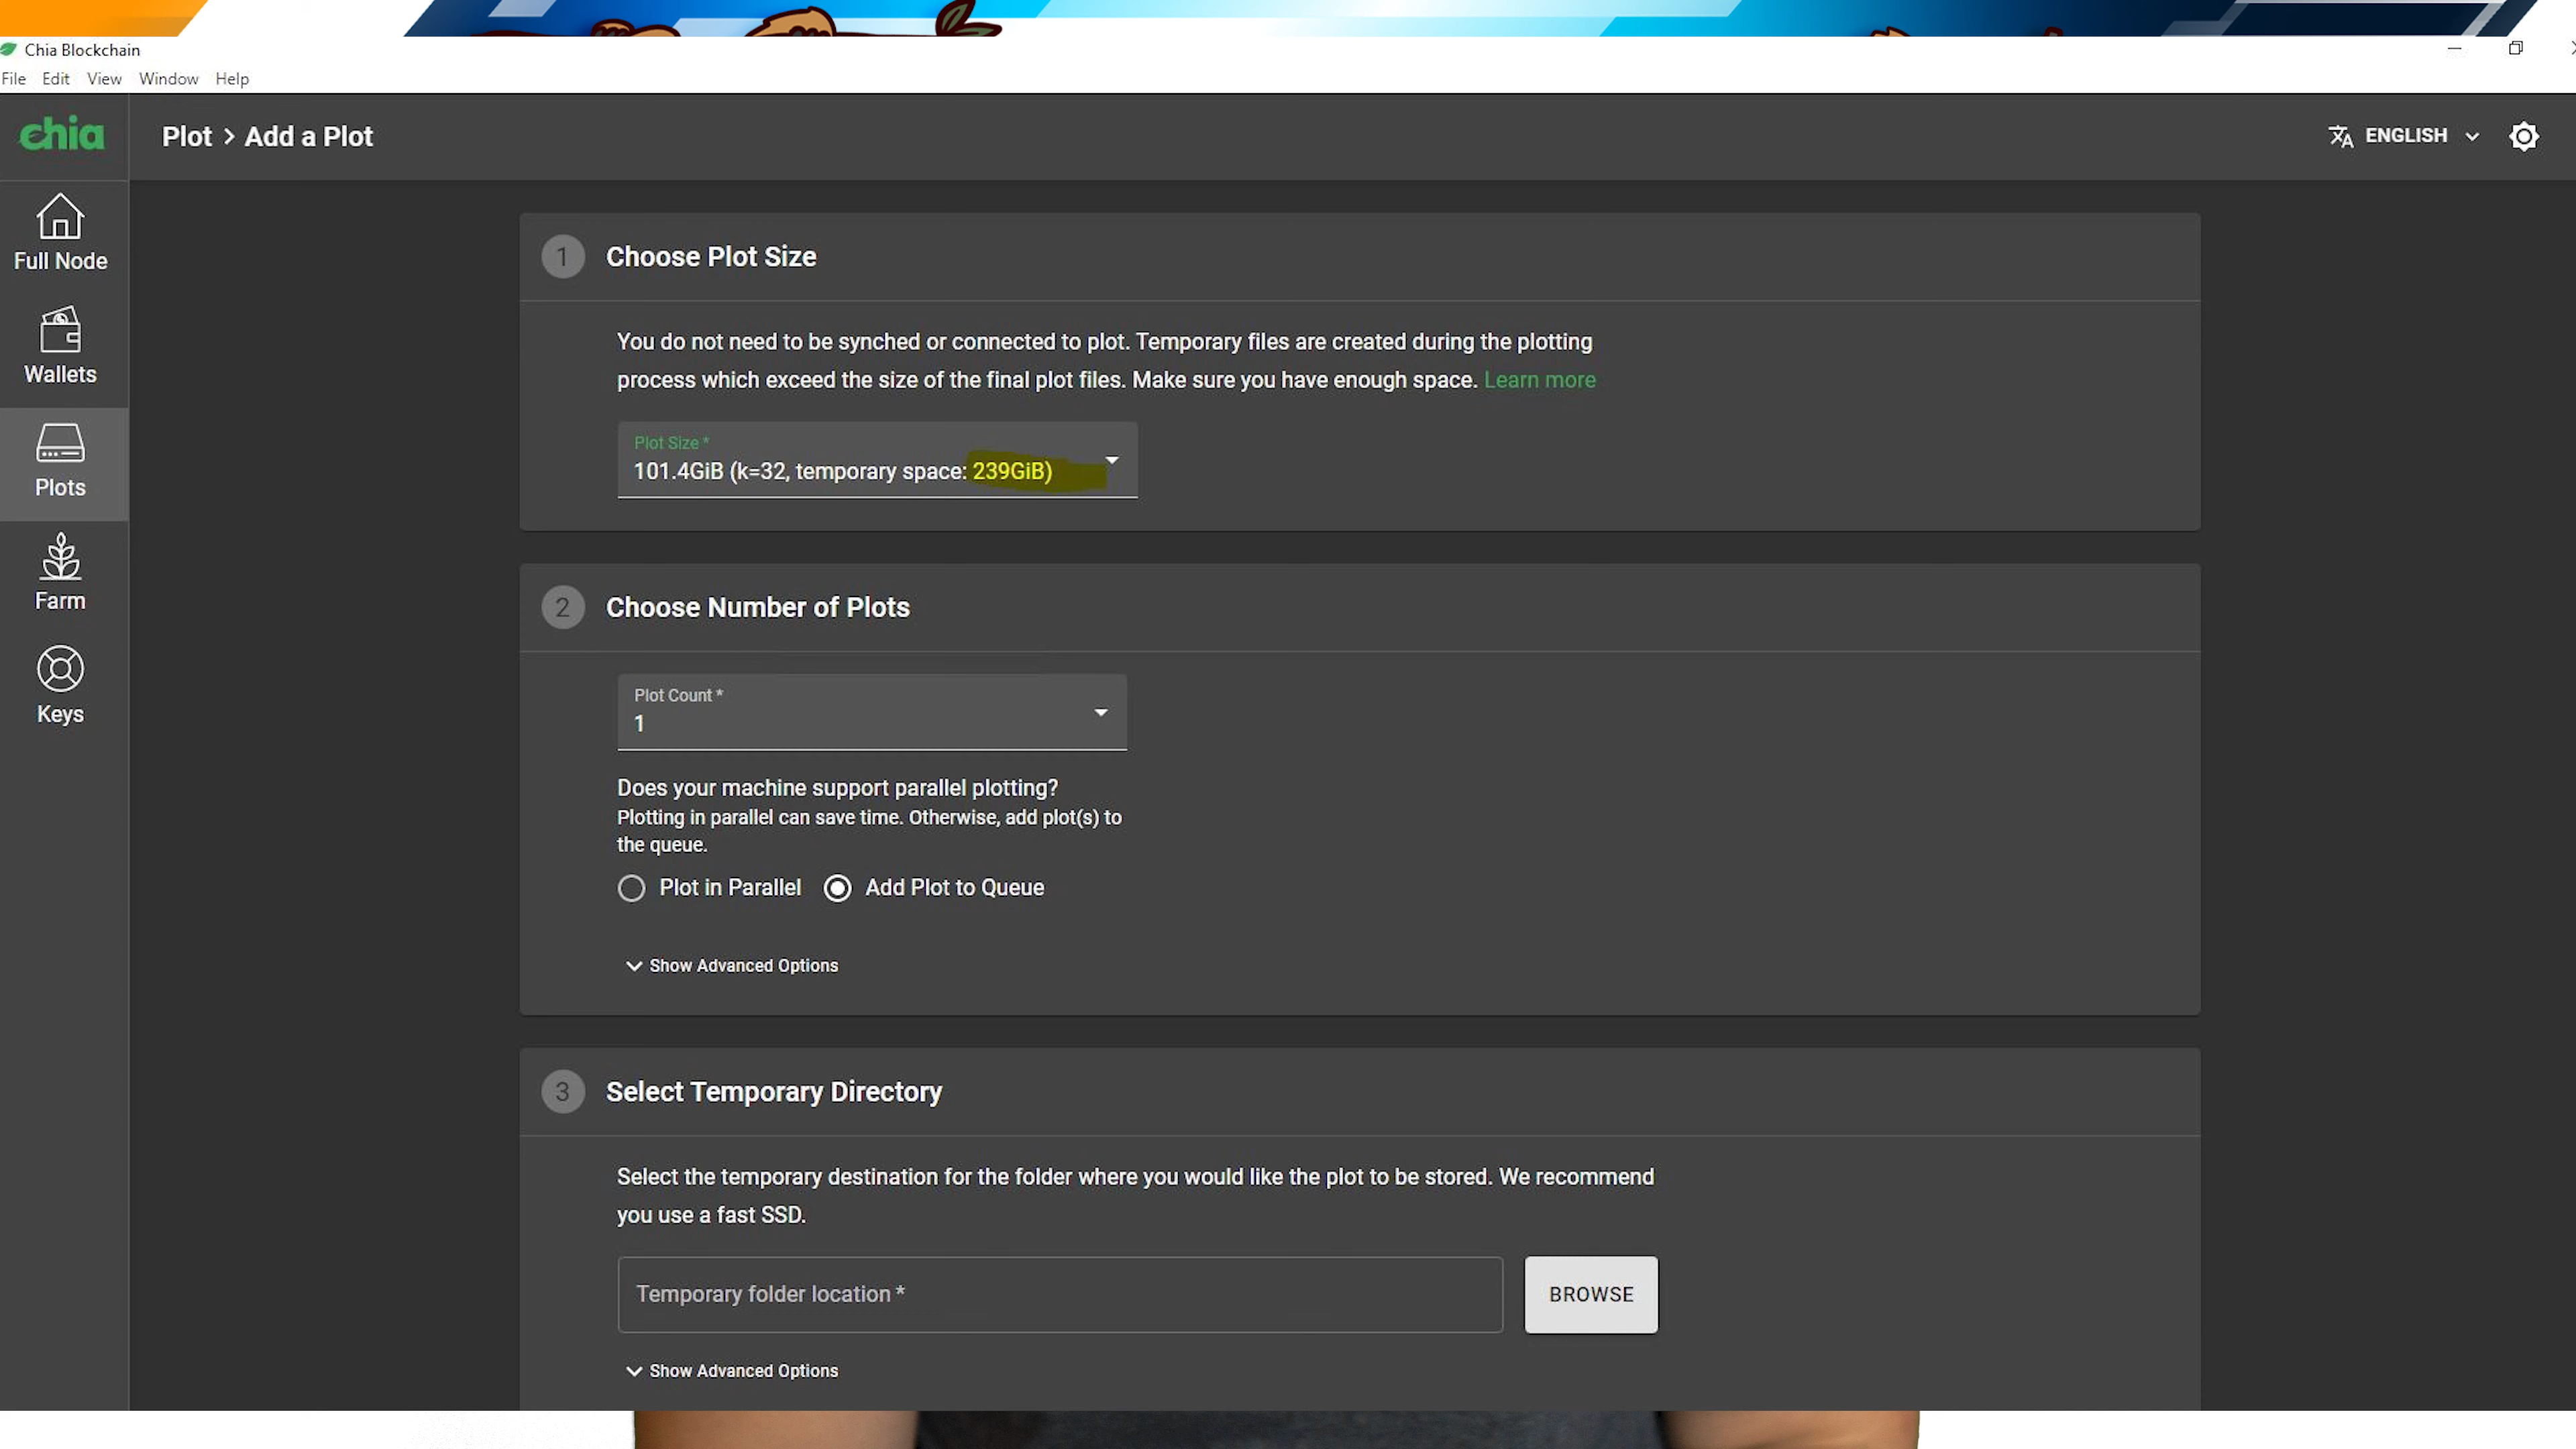 Chia Blockchain
File Edit View Window Help
chia
Plot > Add a Plot
ENGLISH
Full Node
Wallets
Plots
Farm
Keys
1 Choose Plot Size
You do not need to be synched or connected to plot. Temporary files are created during the plotting
process which exceed the size of the final plot files. Make sure you have enough space. Learn more
Plot Size *
101.4GiB (k=32, temporary space: 239GiB)
2 Choose Number of Plots
Plot Count *
1
Does your machine support parallel plotting?
Plotting in parallel can save time. Otherwise, add plot(s) to
the queue.
Plot in Parallel Add Plot to Queue
Show Advanced Options
3 Select Temporary Directory
Select the temporary destination for the folder where you would like the plot to be stored. We recommend
you use a fast SSD.
Temporary folder location *
BROWSE
Show Advanced Options